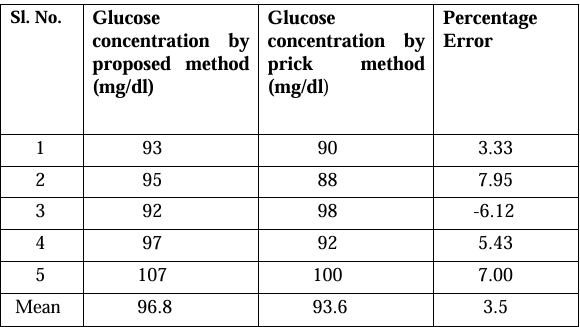 Sl. No. Glucose Glucose Percentage
concentration by concentration by Error
proposed method prick method
(mg/dl) (mg/dl)
1 93 90 3.33
2 95 88 7.95
3 92 98 -6.12
4 97 92 5.43
5 107 100 7.00
Mean 96.8 93.6 3.5